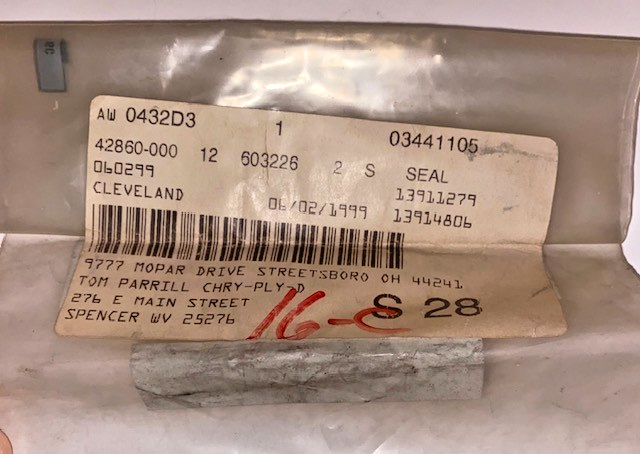 AW 0432D3 1 03441105
42860-000 12 603226 2 S SEAL
060299 13911279
CLEVELAND 06/02/1999 13914806
9777 MOPAR DRIVE STREETSBORO OH 44241
TOM PARRILL CHRY-PLY-D
276 E MAIN STREET
SPENCER WV 25276 16-C S 28